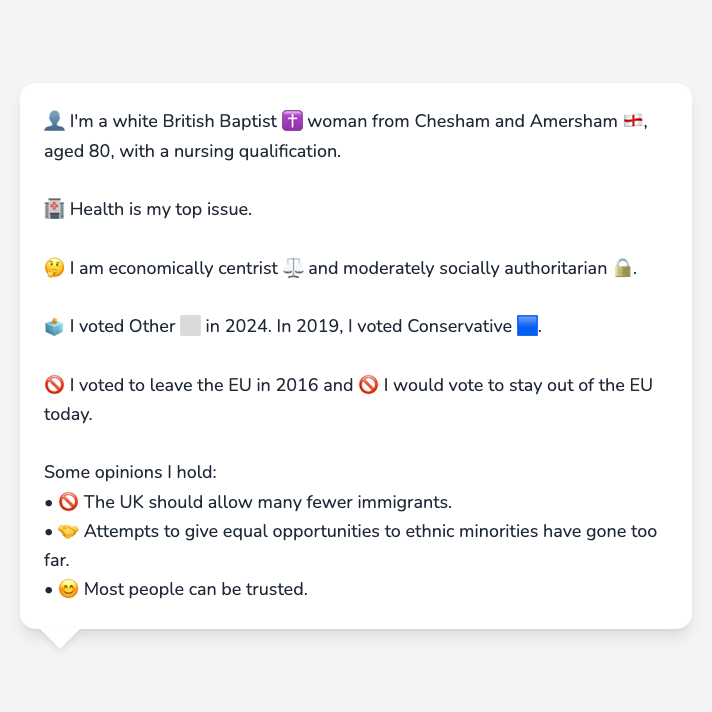 👤 I'm a white British Baptist ✝️ woman from Chesham and Amersham 🏴󠁧󠁢󠁥󠁮󠁧󠁿,
aged 80, with a nursing qualification.
🏥 Health is my top issue.
🤔 I am economically centrist ⚖️ and moderately socially authoritarian 🔒.
🗳️ I voted Other ⬜ in 2024. In 2019, I voted Conservative 🟦.
🚫 I voted to leave the EU in 2016 and 🚫 I would vote to stay out of the EU
today.
Some opinions I hold:
• 🚫 The UK should allow many fewer immigrants.
• 🤝 Attempts to give equal opportunities to ethnic minorities have gone too
far.
• 😊 Most people can be trusted.